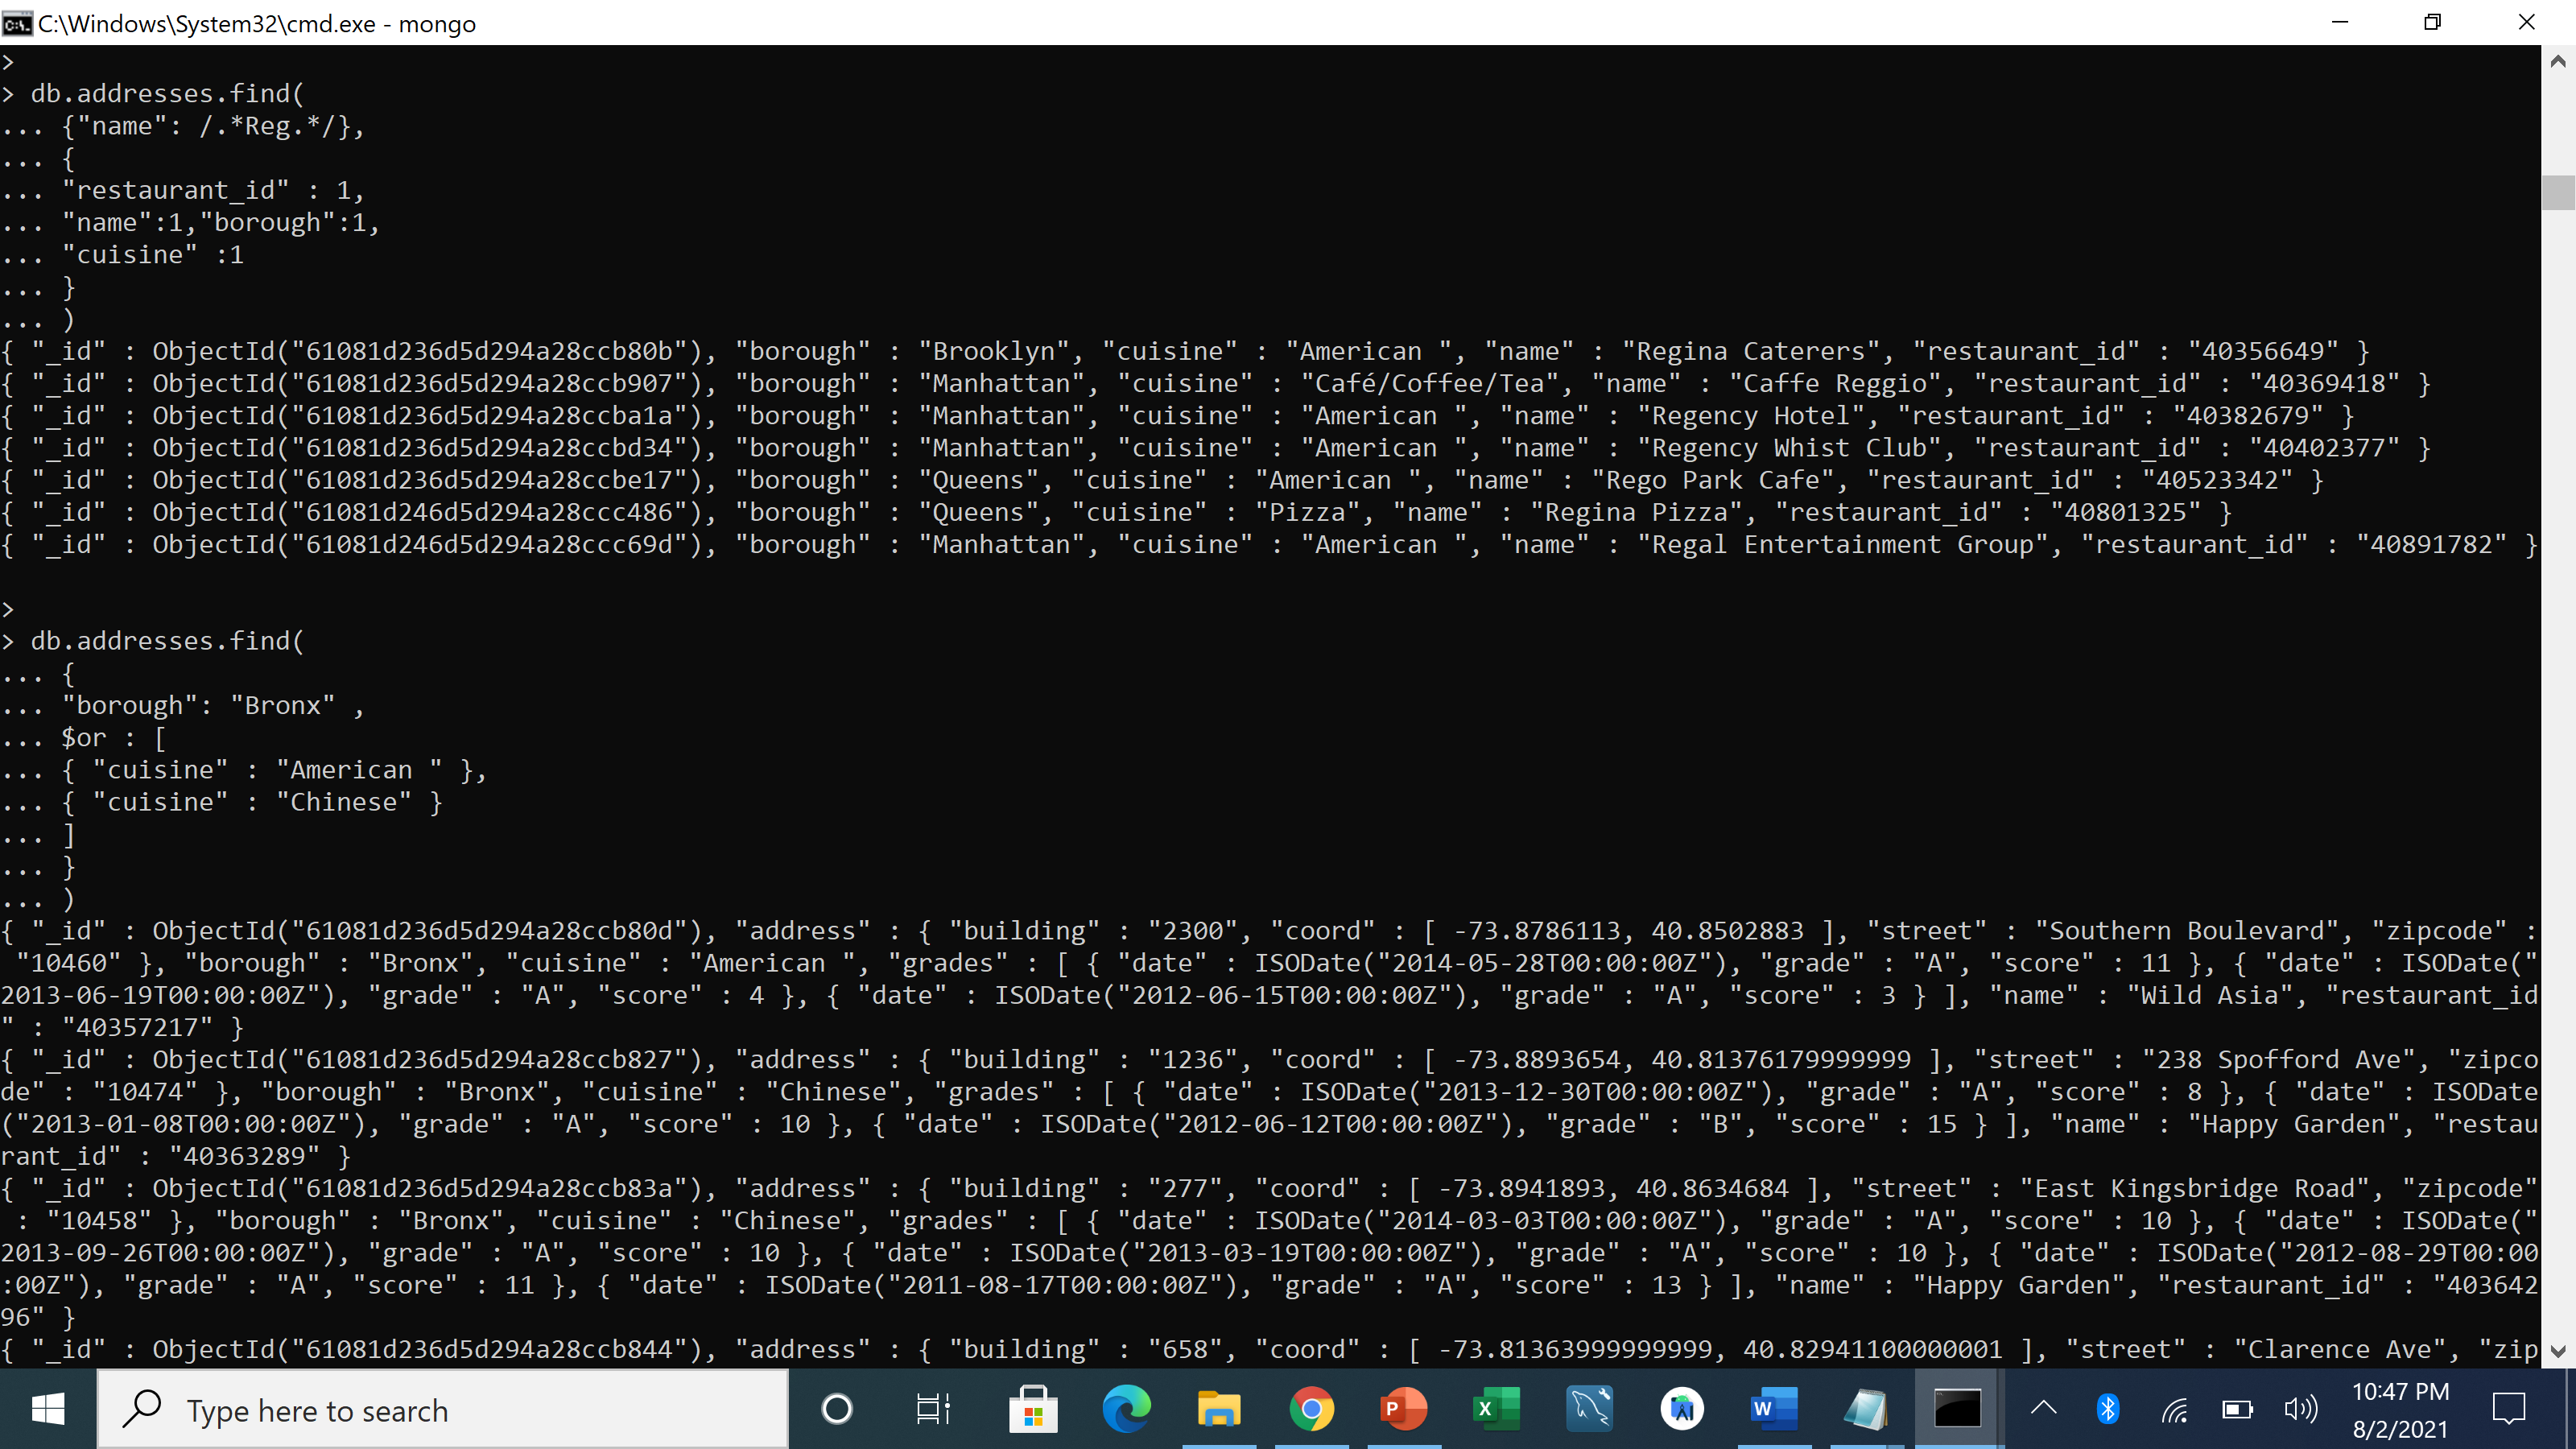 C:\Windows\System32\cmd.exe - mongo
>
> db.addresses.find(
... {"name": /.*Reg.*/},
... {
... "restaurant_id" : 1,
... "name":1,"borough":1,
... "cuisine" :1
... }
... )
{ "_id" : ObjectId("61081d236d5d294a28ccb80b"), "borough" : "Brooklyn", "cuisine" : "American ", "name" : "Regina Caterers", "restaurant_id" : "40356649" }
{ "_id" : ObjectId("61081d236d5d294a28ccb907"), "borough" : "Manhattan", "cuisine" : "Café/Coffee/Tea", "name" : "Caffe Reggio", "restaurant_id" : "40369418" }
{ "_id" : ObjectId("61081d236d5d294a28ccba1a"), "borough" : "Manhattan", "cuisine" : "American ", "name" : "Regency Hotel", "restaurant_id" : "40382679" }
{ "_id" : ObjectId("61081d236d5d294a28ccbd34"), "borough" : "Manhattan", "cuisine" : "American ", "name" : "Regency Whist Club", "restaurant_id" : "40402377" }
{ "_id" : ObjectId("61081d236d5d294a28ccbe17"), "borough" : "Queens", "cuisine" : "American ", "name" : "Rego Park Cafe", "restaurant_id" : "40523342" }
{ "_id" : ObjectId("61081d246d5d294a28ccc486"), "borough" : "Queens", "cuisine" : "Pizza", "name" : "Regina Pizza", "restaurant_id" : "40801325" }
{ "_id" : ObjectId("61081d246d5d294a28ccc69d"), "borough" : "Manhattan", "cuisine" : "American ", "name" : "Regal Entertainment Group", "restaurant_id" : "40891782" }
>
> db.addresses.find(
... {
... "borough": "Bronx" ,
... $or : [
... { "cuisine" : "American " },
... { "cuisine" : "Chinese" }
... ]
... }
... )
{ "_id" : ObjectId("61081d236d5d294a28ccb80d"), "address" : { "building" : "2300", "coord" : [ -73.8786113, 40.8502883 ], "street" : "Southern Boulevard", "zipcode" :
 "10460" }, "borough" : "Bronx", "cuisine" : "American ", "grades" : [ { "date" : ISODate("2014-05-28T00:00:00Z"), "grade" : "A", "score" : 11 }, { "date" : ISODate("
2013-06-19T00:00:00Z"), "grade" : "A", "score" : 4 }, { "date" : ISODate("2012-06-15T00:00:00Z"), "grade" : "A", "score" : 3 } ], "name" : "Wild Asia", "restaurant_id
" : "40357217" }
{ "_id" : ObjectId("61081d236d5d294a28ccb827"), "address" : { "building" : "1236", "coord" : [ -73.8893654, 40.81376179999999 ], "street" : "238 Spofford Ave", "zipco
de" : "10474" }, "borough" : "Bronx", "cuisine" : "Chinese", "grades" : [ { "date" : ISODate("2013-12-30T00:00:00Z"), "grade" : "A", "score" : 8 }, { "date" : ISODate
("2013-01-08T00:00:00Z"), "grade" : "A", "score" : 10 }, { "date" : ISODate("2012-06-12T00:00:00Z"), "grade" : "B", "score" : 15 } ], "name" : "Happy Garden", "restau
rant_id" : "40363289" }
{ "_id" : ObjectId("61081d236d5d294a28ccb83a"), "address" : { "building" : "277", "coord" : [ -73.8941893, 40.8634684 ], "street" : "East Kingsbridge Road", "zipcode"
 : "10458" }, "borough" : "Bronx", "cuisine" : "Chinese", "grades" : [ { "date" : ISODate("2014-03-03T00:00:00Z"), "grade" : "A", "score" : 10 }, { "date" : ISODate("
2013-09-26T00:00:00Z"), "grade" : "A", "score" : 10 }, { "date" : ISODate("2013-03-19T00:00:00Z"), "grade" : "A", "score" : 10 }, { "date" : ISODate("2012-08-29T00:00
:00Z"), "grade" : "A", "score" : 11 }, { "date" : ISODate("2011-08-17T00:00:00Z"), "grade" : "A", "score" : 13 } ], "name" : "Happy Garden", "restaurant_id" : "403642
96" }
{ "_id" : ObjectId("61081d236d5d294a28ccb844"), "address" : { "building" : "658", "coord" : [ -73.81363999999999, 40.82941100000001 ], "street" : "Clarence Ave", "zip
Type here to search
10:47 PM
8/2/2021